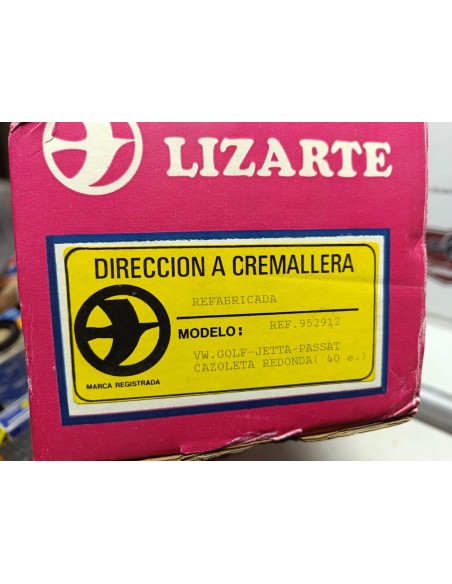 LIZARTE
DIRECCION A CREMALLERA
REFABRICADA
MODELO: REF.952912
VW.GOLF-JETTA-PASSAT
CAZOLETA REDONDA( 40 e.)
MARCA REGISTRADA